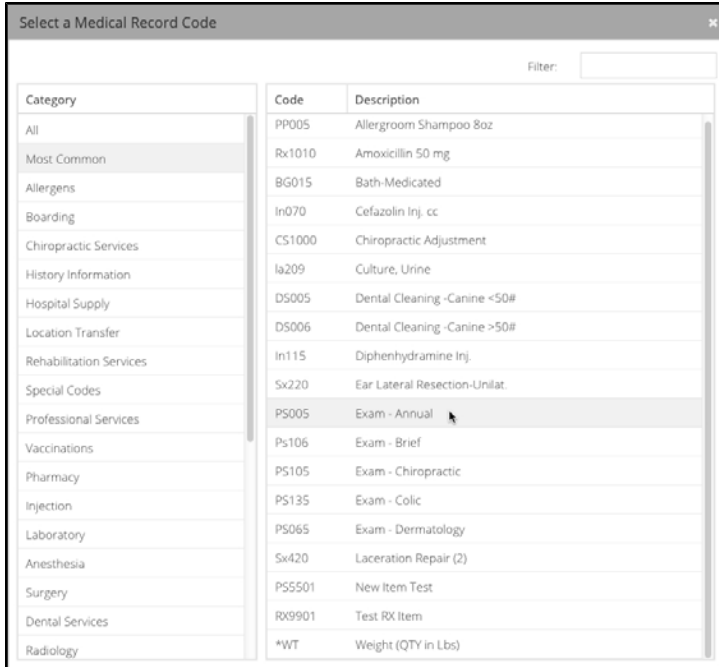 Select a Medical Record Code
Filter:
Category
All
Most Common
Allergens
Boarding
Chiropractic Services
History Information
Hospital Supply
Location Transfer
Rehabilitation Services
Special Codes
Professional Services
Vaccinations
Pharmacy
Injection
Laboratory
Anesthesia
Surgery
Dental Services
Radiology
Code Description
PP005 Allergroom Shampoo 8oz
Rx1010 Amoxicillin 50 mg
BG015 Bath-Medicated
In070 Cefazolin Inj. cc
CS1000 Chiropractic Adjustment
la209 Culture, Urine
DS005 Dental Cleaning -Canine <50#
DS006 Dental Cleaning -Canine >50#
In115 Diphenhydramine Inj.
Sx220 Ear Lateral Resection-Unilat.
PS005 Exam - Annual
Ps106 Exam - Brief
PS105 Exam - Chiropractic
PS135 Exam - Colic
PS065 Exam - Dermatology
Sx420 Laceration Repair (2)
PS5501 New Item Test
RX9901 Test RX Item
*WT Weight (QTY in Lbs)